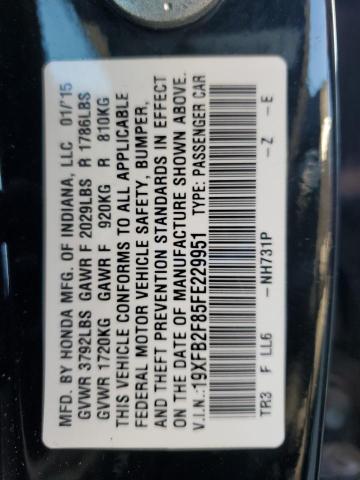 MFD. BY HONDA MFG. OF INDIANA, LLC 01/'15
GVWR 3792LBS GAWR F 2029LBS R 1786LBS
GVWR 1720KG GAWR F 920KG R 810KG
THIS VEHICLE CONFORMS TO ALL APPLICABLE
FEDERAL MOTOR VEHICLE SAFETY, BUMPER,
AND THEFT PREVENTION STANDARDS IN EFFECT
ON THE DATE OF MANUFACTURE SHOWN ABOVE.
V.I.N.:19XFB2F85FE229951 TYPE: PASSENGER CAR
TR3 F LL6 -NH731P -Z -E